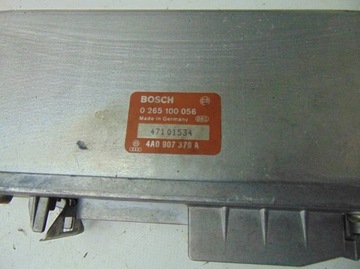 BOSCH
0 265 100 056
Made in Germany
47101534
4A0 907 379 A